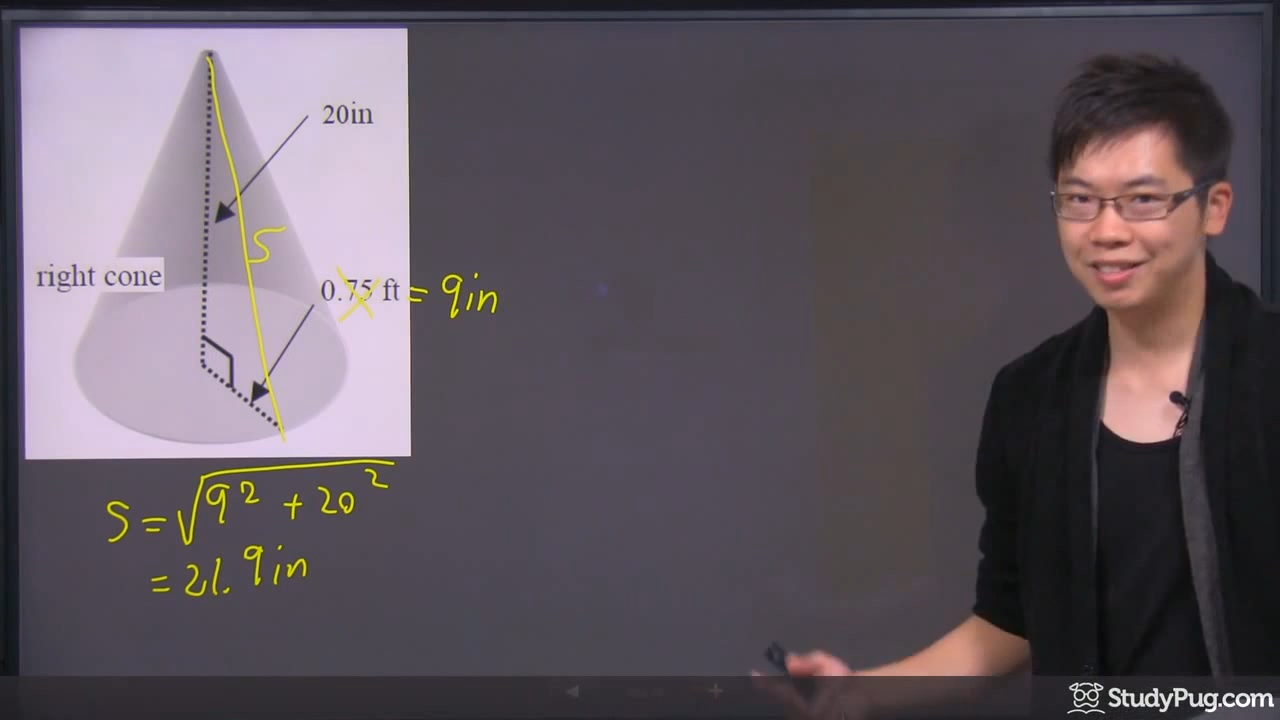 20in
S
right cone
0.75 ft = 9in
S = √9² + 20²
= 21.9in
StudyPug.com